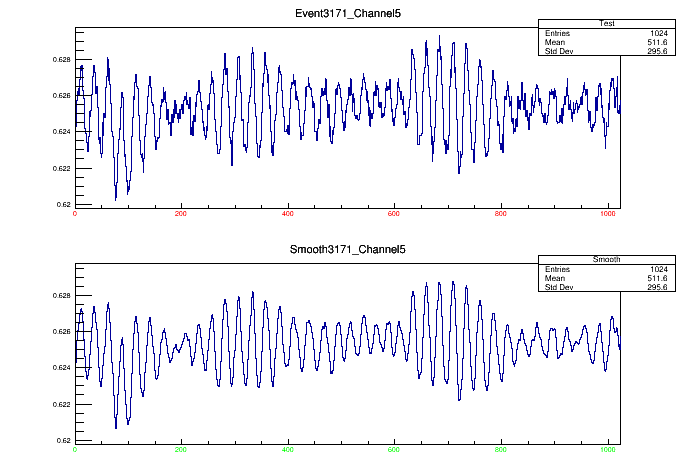 Event3171_Channel5
Test
Entries 1024
Mean 511.6
Std Dev 295.6
0.628
0.626
0.624
0.622
0.62
0 200 400 600 800 1000
Smooth3171_Channel5
Smooth
Entries 1024
Mean 511.6
Std Dev 295.6
0.628
0.626
0.624
0.622
0.62
0 200 400 600 800 1000